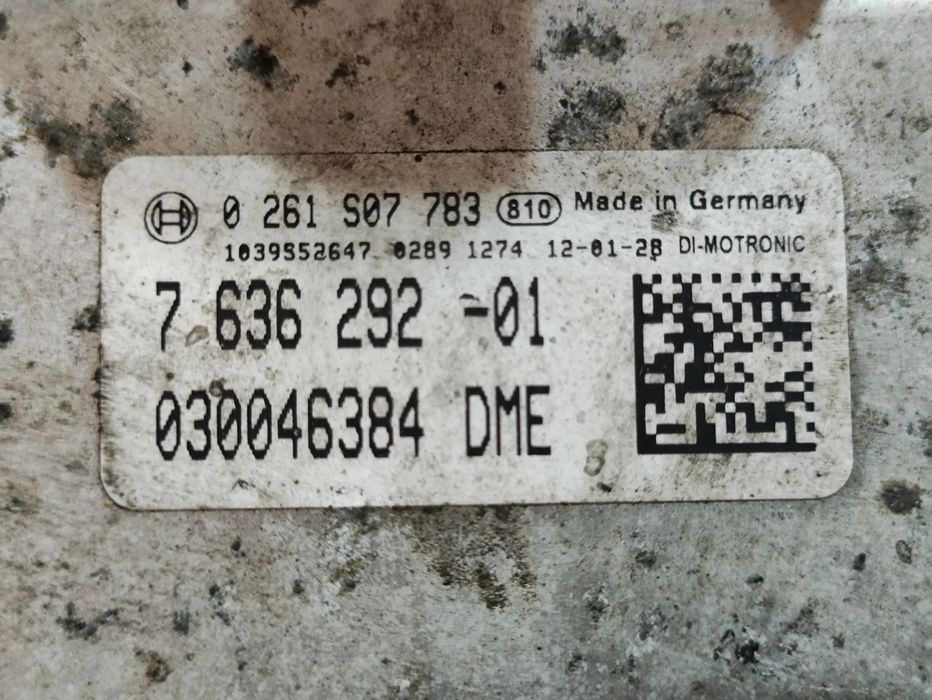 0 261 S07 783 810 Made in Germany
1039S52647 0289 1274 12-01-28 DI-MOTRONIC
7 636 292 -01
030046384 DME